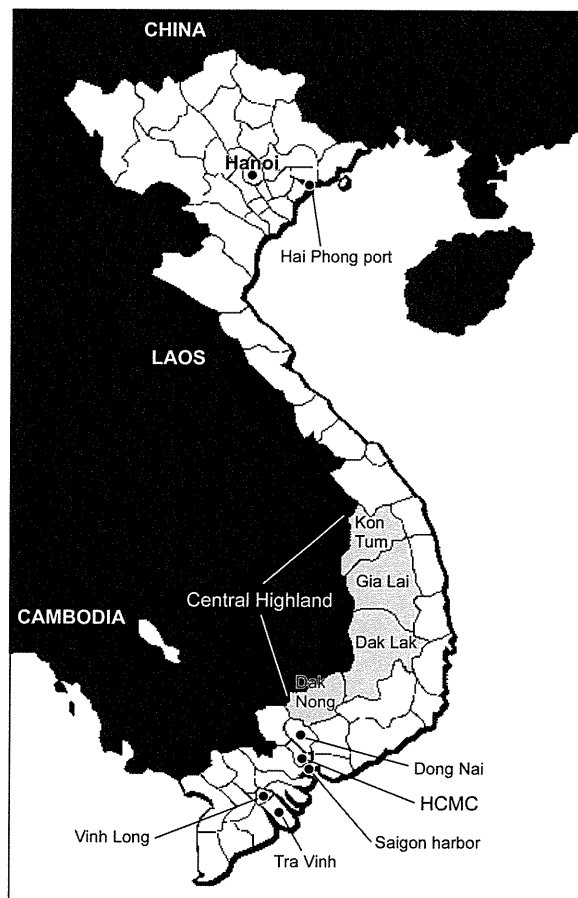 CHINA
Hanoi
Hai Phong port
LAOS
Kon
Tum
Gia Lai
Central Highland
CAMBODIA
Dak Lak
Dak
Nong
Dong Nai
HCMC
Vinh Long
Saigon harbor
Tra Vinh